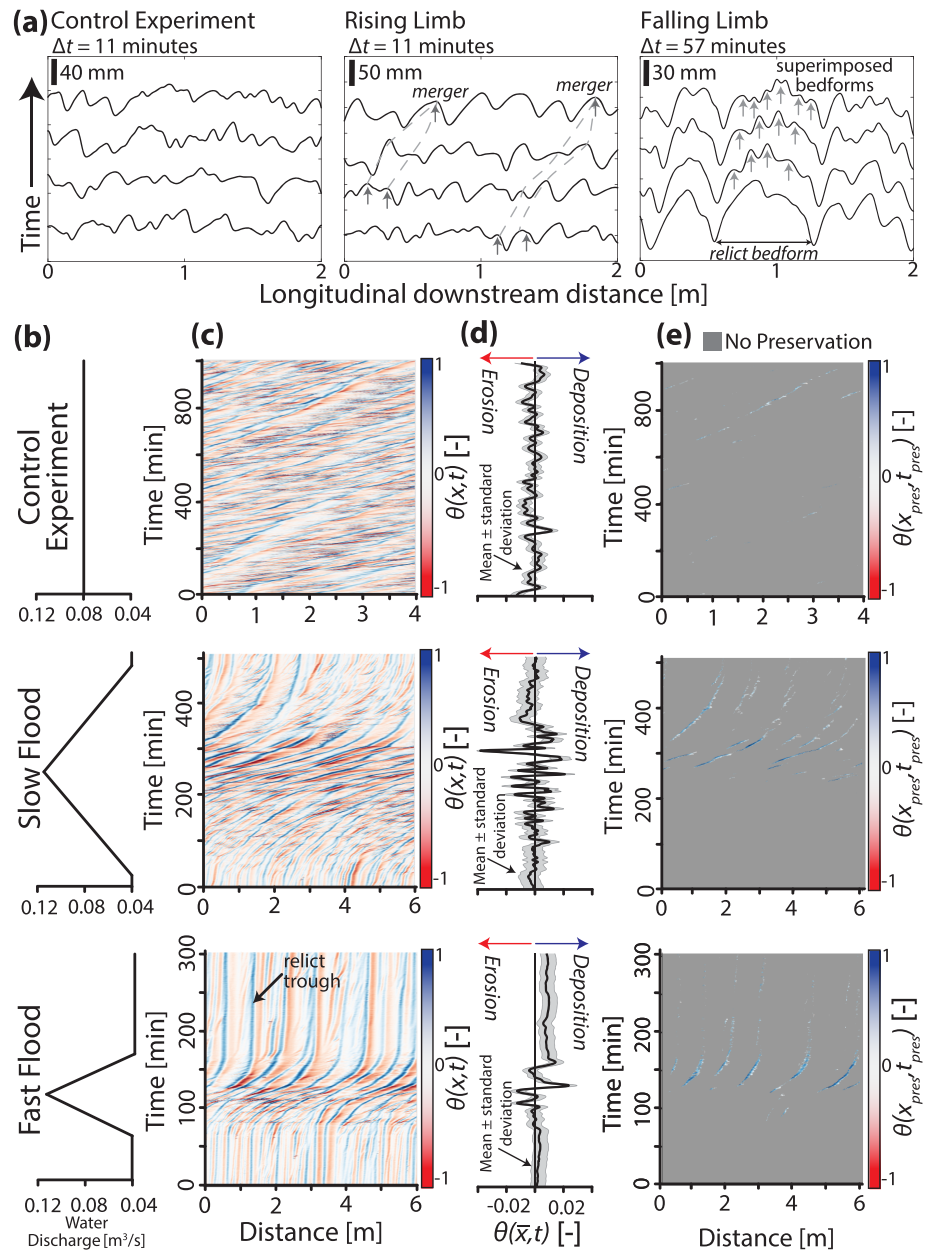 (a) Control Experiment
Δt = 11 minutes
40 mm
Rising Limb
Δt = 11 minutes
50 mm
merger
merger
Falling Limb
Δt = 57 minutes
30 mm
superimposed
bedforms
relict bedform
Time
0
1
2
0
1
2
0
1
2
Longitudinal downstream distance [m]
(b)
(c)
(d)
(e)
No Preservation
Control
Experiment
0.12 0.08 0.04
Time [min]
800
400
0
0 1 2 3 4
1
0
-1
θ(x,t) [-]
Erosion
Deposition
Mean ± standard
deviation
Time [min]
800
400
0
0 1 2 3 4
1
0
-1
θ(xpres,tpres) [-]
Slow Flood
0.12 0.08 0.04
Time [min]
400
200
0
0 2 4 6
1
0
-1
θ(x,t) [-]
Erosion
Deposition
Mean ± standard
deviation
Time [min]
400
200
0
0 2 4 6
1
0
-1
θ(xpres,tpres) [-]
Fast Flood
0.12 0.08 0.04
Water
Discharge [m³/s]
Time [min]
300
200
100
0
relict
trough
0 2 4 6
Distance [m]
1
0
-1
θ(x,t) [-]
Erosion
Deposition
Mean ± standard
deviation
-0.02 0.02
θ(x̅,t) [-]
Time [min]
300
200
100
0
0 2 4 6
Distance [m]
1
0
-1
θ(xpres,tpres) [-]